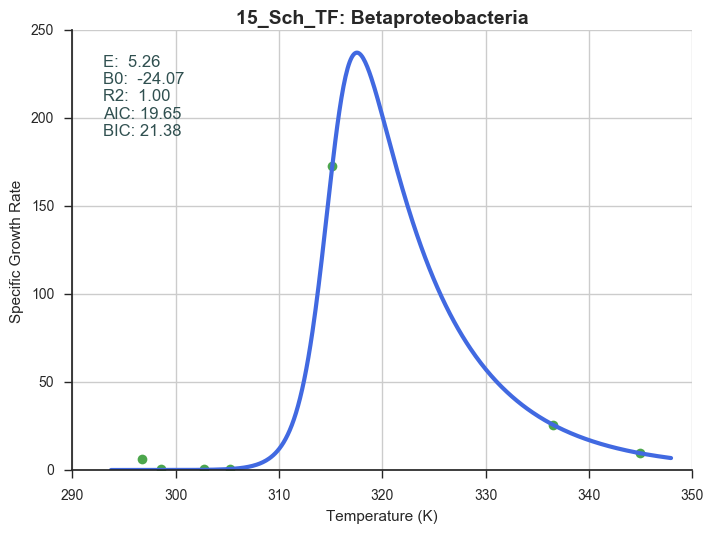 15_Sch_TF: Betaproteobacteria
250
E:  5.26
B0:  -24.07
R2:  1.00
AIC: 19.65
BIC: 21.38
200
150
100
50
0
Specific Growth Rate
290 300 310 320 330 340 350
Temperature (K)